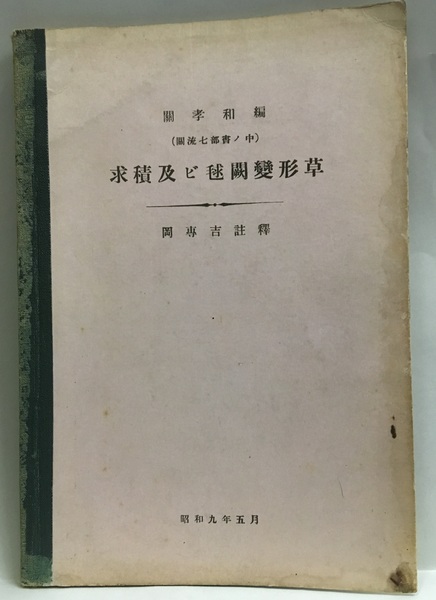 關孝和編
(關流七部書ノ中)
求積及ビ毬闕變形草
岡專吉註釋
昭和九年五月